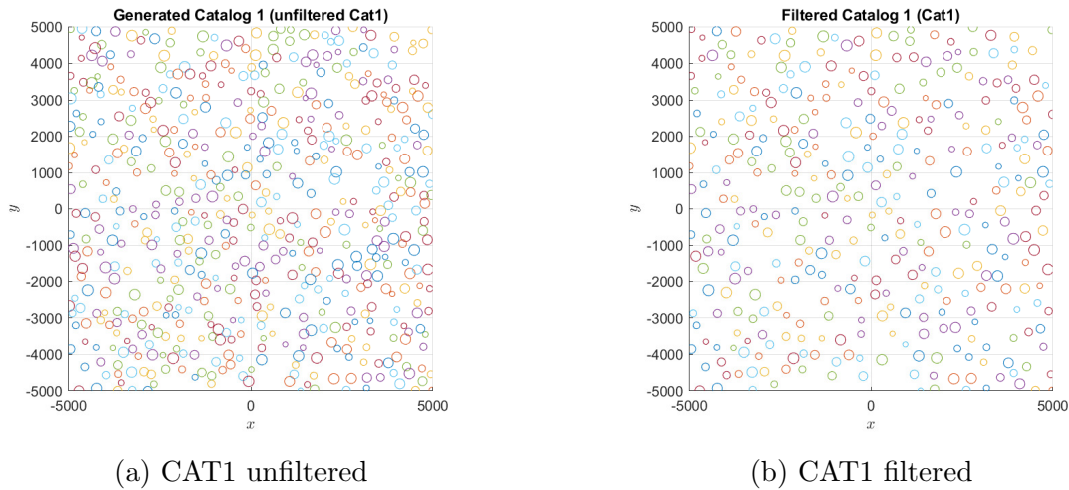 Generated Catalog 1 (unfiltered Cat1)
5000
4000
3000
2000
1000
0
-1000
-2000
-3000
-4000
-5000
y
-5000 0 5000
x
(a) CAT1 unfiltered
Filtered Catalog 1 (Cat1)
5000
4000
3000
2000
1000
0
-1000
-2000
-3000
-4000
-5000
y
-5000 0 5000
x
(b) CAT1 filtered